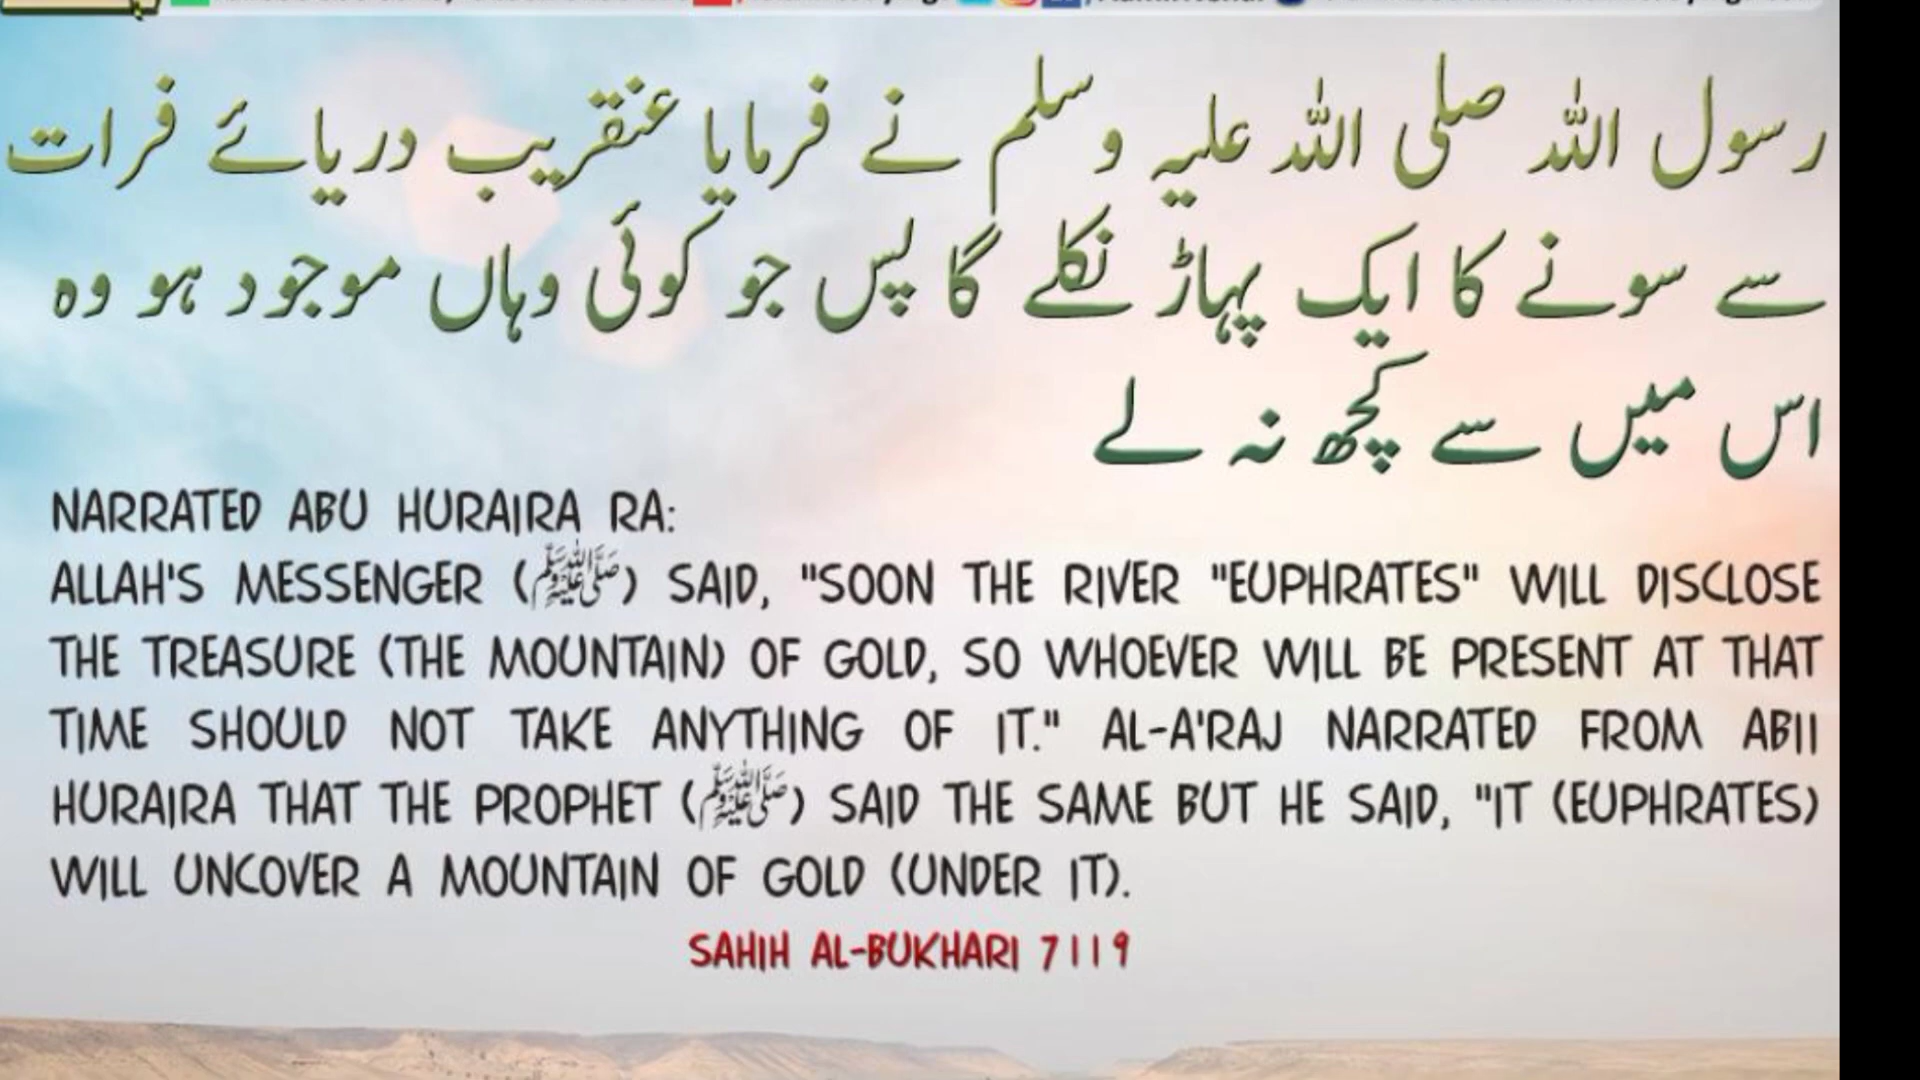 رسول اللہ صلی اللہ علیہ وسلم نے فرمایا عنقریب دریائے فرات
سے سونے کا ایک پہاڑ نکلے گا پس جو کوئی وہاں موجود ہو وہ
اس میں سے کچھ نہ لے
NARRATED ABU HURAIRA RA:
ALLAH'S MESSENGER (ﷺ) SAID, "SOON THE RIVER "EUPHRATES" WILL DISCLOSE
THE TREASURE (THE MOUNTAIN) OF GOLD, SO WHOEVER WILL BE PRESENT AT THAT
TIME SHOULD NOT TAKE ANYTHING OF IT." AL-A'RAJ NARRATED FROM ABII
HURAIRA THAT THE PROPHET (ﷺ) SAID THE SAME BUT HE SAID, "IT (EUPHRATES)
WILL UNCOVER A MOUNTAIN OF GOLD (UNDER IT).
SAHIH AL-BUKHARI 7119